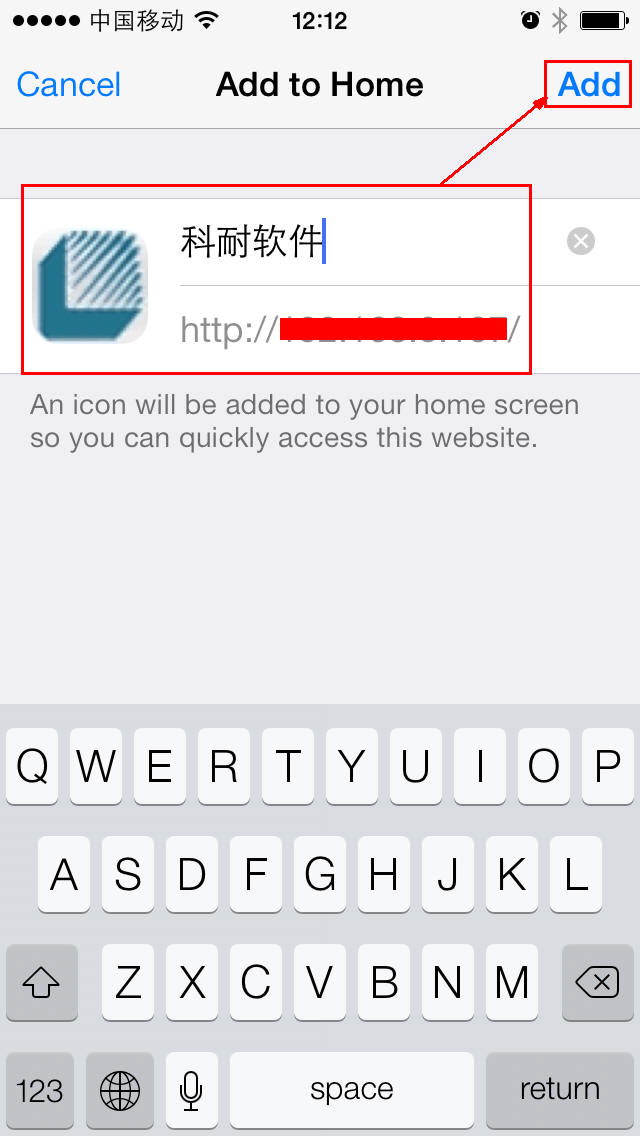 中国移动 12:12
Cancel Add to Home Add
科耐软件
http:// /
An icon will be added to your home screen
so you can quickly access this website.
Q W E R T Y U I O P
A S D F G H J K L
Z X C V B N M
123 space return